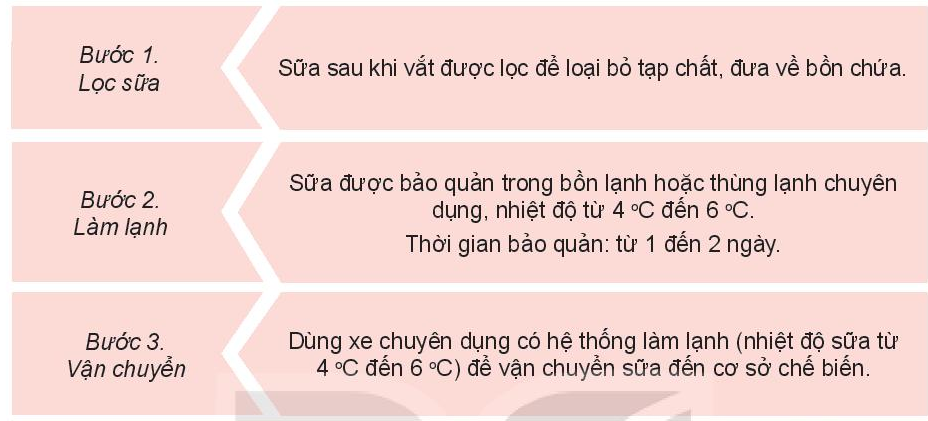 Bước 1.
Lọc sữa
Sữa sau khi vắt được lọc để loại bỏ tạp chất, đưa về bồn chứa.
Bước 2.
Làm lạnh
Sữa được bảo quản trong bồn lạnh hoặc thùng lạnh chuyên
dụng, nhiệt độ từ 4 °C đến 6 °C.
Thời gian bảo quản: từ 1 đến 2 ngày.
Bước 3.
Vận chuyển
Dùng xe chuyên dụng có hệ thống làm lạnh (nhiệt độ sữa từ
4 °C đến 6 °C) để vận chuyển sữa đến cơ sở chế biến.